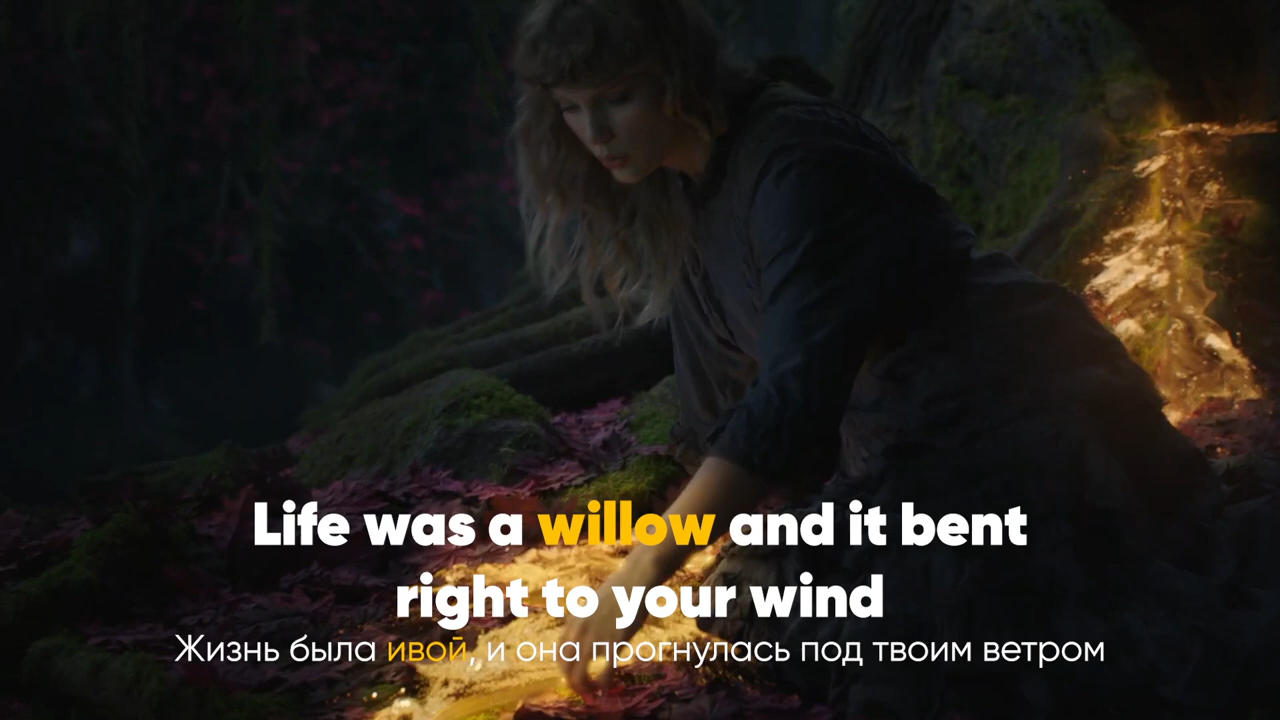 Life was a willow and it bent
right to your wind
Жизнь была ивой, и она прогнулась под твоим ветром